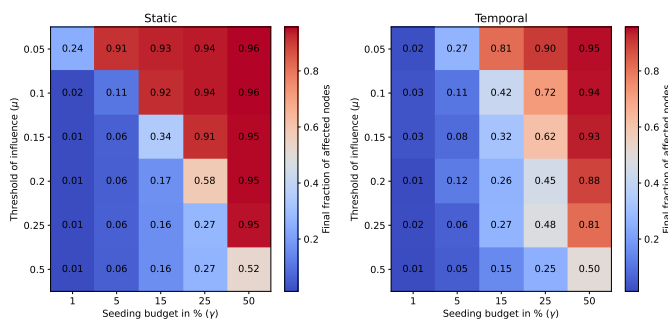 Static
Temporal
0.05 0.24 0.91 0.93 0.94 0.96
0.1 0.02 0.11 0.92 0.94 0.96
0.15 0.01 0.06 0.34 0.91 0.95
0.2 0.01 0.06 0.17 0.58 0.95
0.25 0.01 0.06 0.16 0.27 0.95
0.5 0.01 0.06 0.16 0.27 0.52
1 5 15 25 50
Threshold of influence (μ)
Seeding budget in % (γ)
0.8
0.6
0.4
0.2
Final fraction of affected nodes
0.05 0.02 0.27 0.81 0.90 0.95
0.1 0.03 0.11 0.42 0.72 0.94
0.15 0.03 0.08 0.32 0.62 0.93
0.2 0.01 0.12 0.26 0.45 0.88
0.25 0.02 0.06 0.27 0.48 0.81
0.5 0.01 0.05 0.15 0.25 0.50
1 5 15 25 50
Threshold of influence (μ)
Seeding budget in % (γ)
0.8
0.6
0.4
0.2
Final fraction of affected nodes